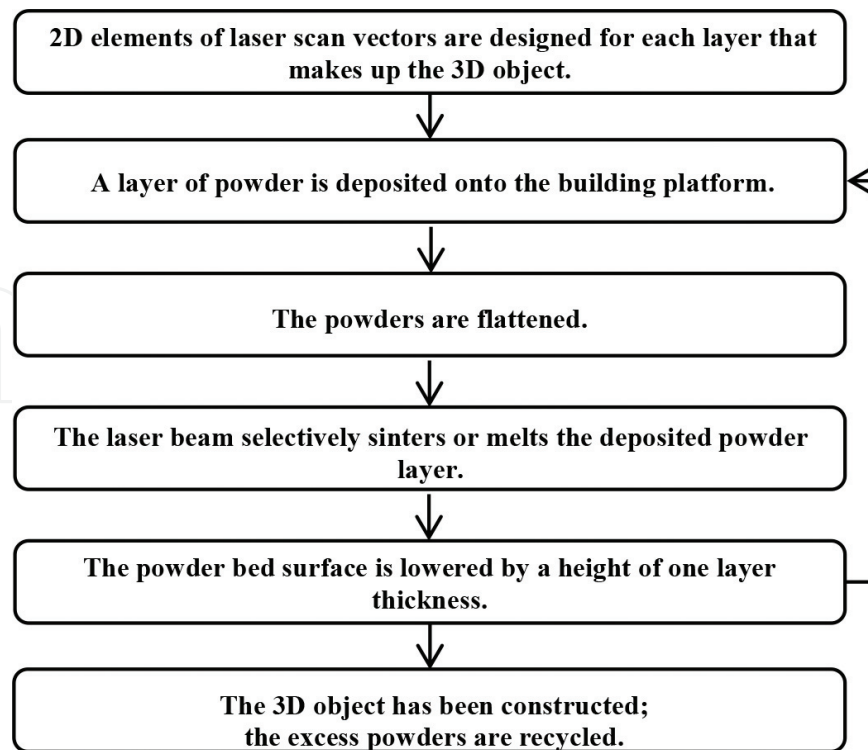 2D elements of laser scan vectors are designed for each layer that
makes up the 3D object.
A layer of powder is deposited onto the building platform.
The powders are flattened.
The laser beam selectively sinters or melts the deposited powder
layer.
The powder bed surface is lowered by a height of one layer
thickness.
The 3D object has been constructed;
the excess powders are recycled.